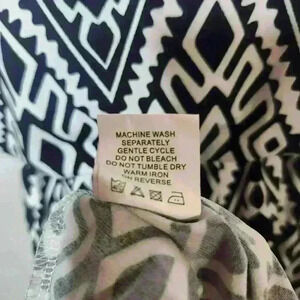 MACHINE WASH
SEPARATELY
GENTLE CYCLE
DO NOT BLEACH
DO NOT TUMBLE DRY
WARM IRON
ON REVERSE